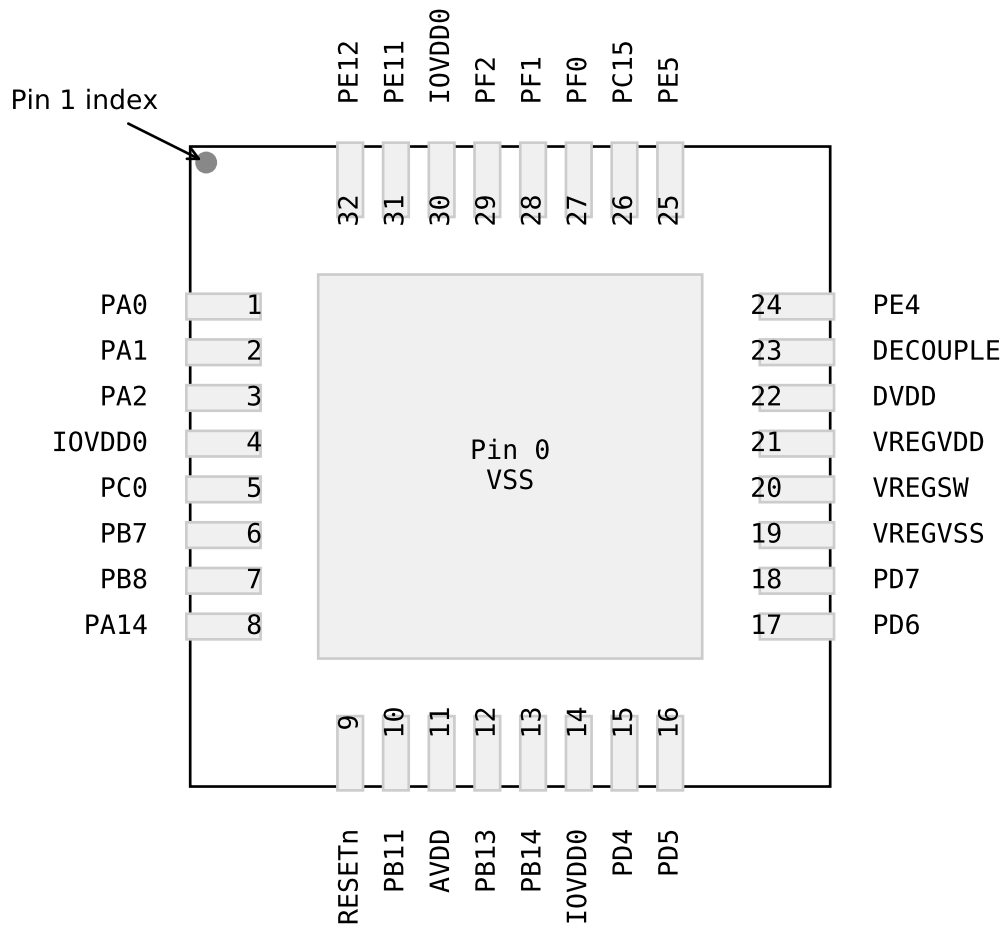 PE12
PE11
IOVDD0
PF2
PF1
PF0
PC15
PE5
Pin 1 index
32
31
30
29
28
27
26
25
PA0 1
24 PE4
PA1 2
23 DECOUPLE
PA2 3
22 DVDD
IOVDD0 4
21 VREGVDD
Pin 0
VSS
PC0 5
20 VREGSW
PB7 6
19 VREGVSS
PB8 7
18 PD7
PA14 8
17 PD6
9
10
11
12
13
14
15
16
RESETn
PB11
AVDD
PB13
PB14
IOVDD0
PD4
PD5